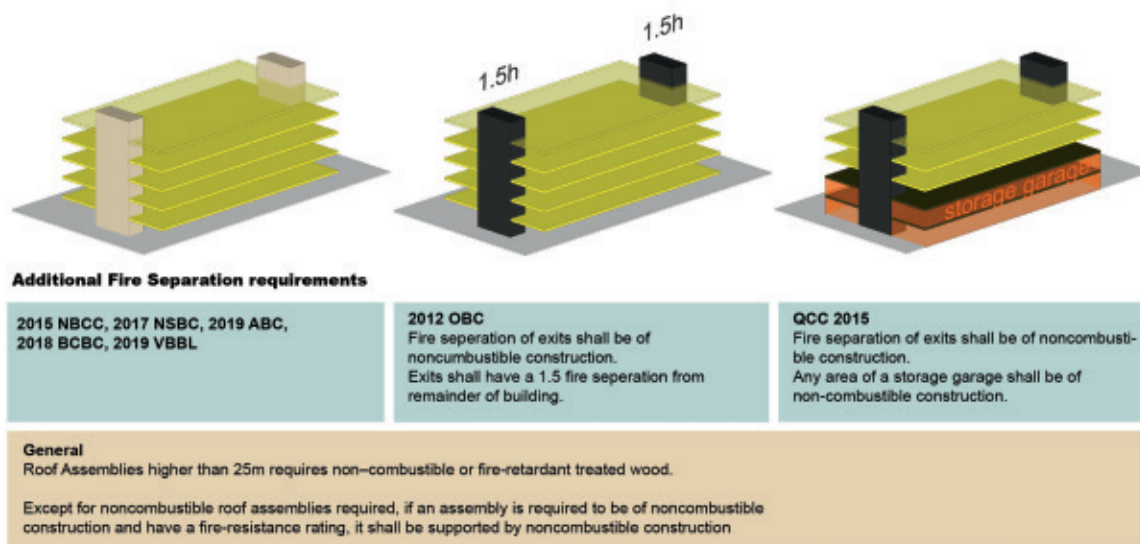 1.5h
1.5h
storage garage
Additional Fire Separation requirements
2015 NBCC, 2017 NSBC, 2019 ABC,
2018 BCBC, 2019 VBBL
2012 OBC
Fire seperation of exits shall be of
noncumbustible construction.
Exits shall have a 1.5 fire seperation from
remainder of building.
QCC 2015
Fire separation of exits shall be of noncombusti-
ble construction.
Any area of a storage garage shall be of
non-combustible construction.
General
Roof Assemblies higher than 25m requires non–combustible or fire-retardant treated wood.
Except for noncombustible roof assemblies required, if an assembly is required to be of noncombustible
construction and have a fire-resistance rating, it shall be supported by noncombustible construction